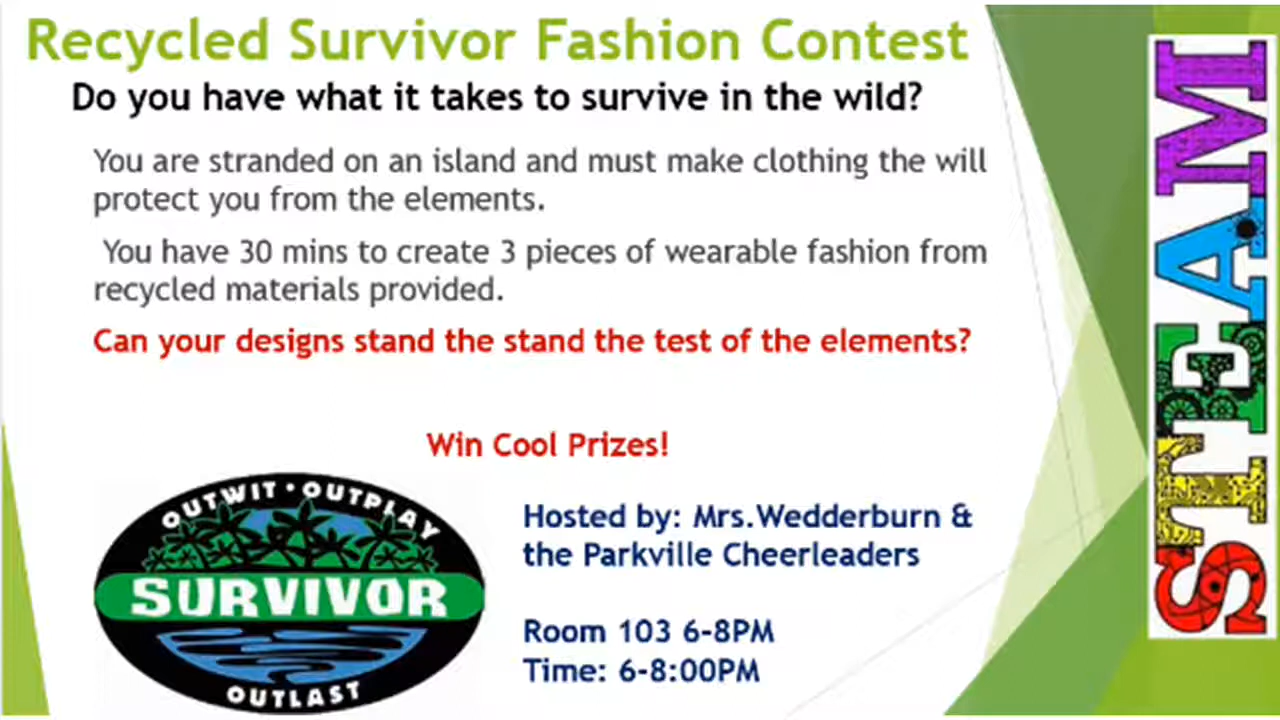 Recycled Survivor Fashion Contest
Do you have what it takes to survive in the wild?
You are stranded on an island and must make clothing the will
protect you from the elements.
You have 30 mins to create 3 pieces of wearable fashion from
recycled materials provided.
Can your designs stand the stand the test of the elements?
Win Cool Prizes!
OUTWIT • OUTPLAY
SURVIVOR
OUTLAST
Hosted by: Mrs.Wedderburn &
the Parkville Cheerleaders
Room 103 6-8PM
Time: 6-8:00PM
STEAM